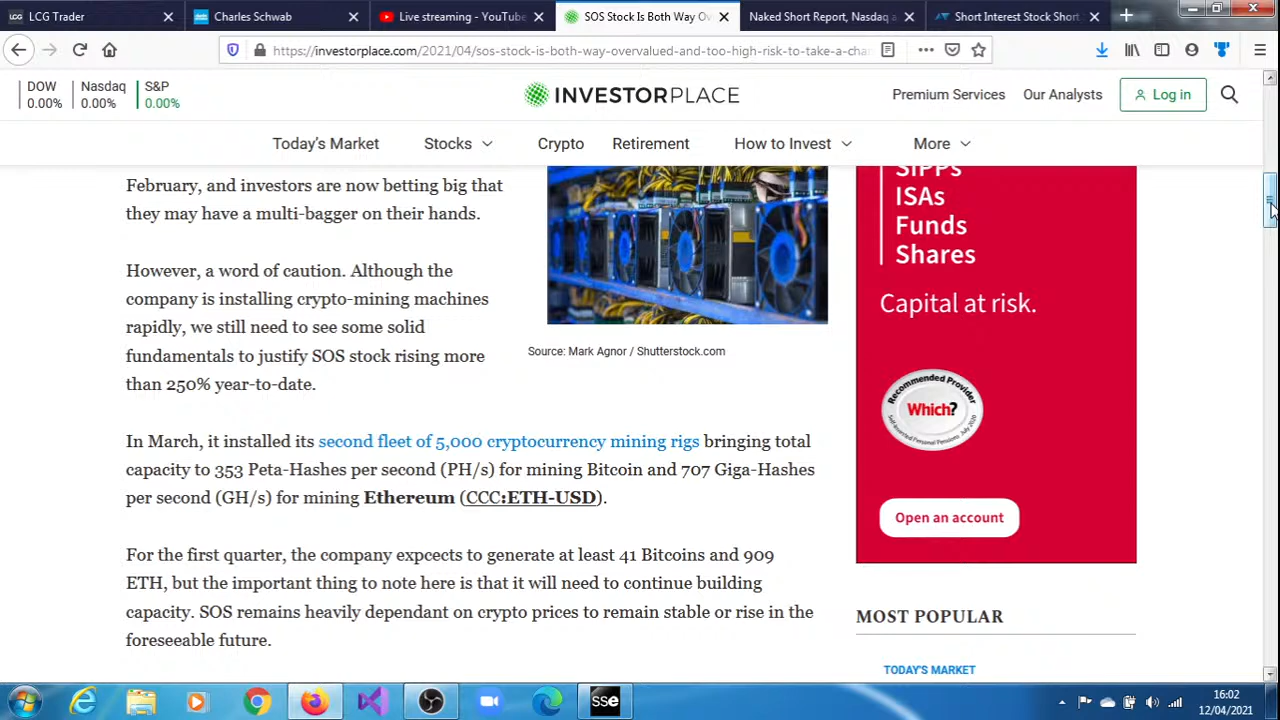 LCG Trader
Charles Schwab
Live streaming - YouTube
SOS Stock Is Both Way Ov
Naked Short Report, Nasdaq a
Short Interest Stock Short
https://investorplace.com/2021/04/sos-stock-is-both-way-overvalued-and-too-high-risk-to-take-a-cha
DOW
0.00%
Nasdaq
0.00%
S&P
0.00%
INVESTORPLACE
Premium Services
Our Analysts
Log in
Today's Market
Stocks
Crypto
Retirement
How to Invest
More
February, and investors are now betting big that
they may have a multi-bagger on their hands.
However, a word of caution. Although the
company is installing crypto-mining machines
rapidly, we still need to see some solid
fundamentals to justify SOS stock rising more
than 250% year-to-date.
Source: Mark Agnor / Shutterstock.com
In March, it installed its second fleet of 5,000 cryptocurrency mining rigs bringing total
capacity to 353 Peta-Hashes per second (PH/s) for mining Bitcoin and 707 Giga-Hashes
per second (GH/s) for mining Ethereum (CCC:ETH-USD).
For the first quarter, the company expcects to generate at least 41 Bitcoins and 909
ETH, but the important thing to note here is that it will need to continue building
capacity. SOS remains heavily dependant on crypto prices to remain stable or rise in the
foreseeable future.
SIPPs
ISAs
Funds
Shares
Capital at risk.
Recommended Provider
Which?
Self-invested Personal Pensions, July 2020
Open an account
MOST POPULAR
TODAY'S MARKET
sse
16:02
12/04/2021